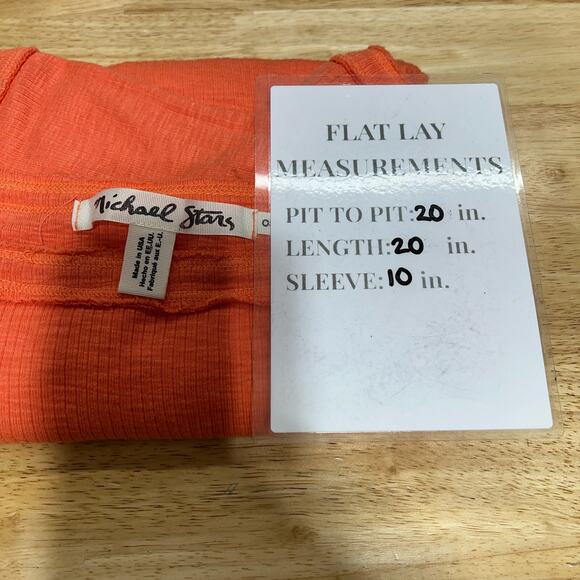 Michael Stars
Made in USA
Hecho en EE.UU.
Fabriqué aux E.-U.
FLAT LAY
MEASUREMENTS
PIT TO PIT:20 in.
LENGTH:20 in.
SLEEVE:10 in.